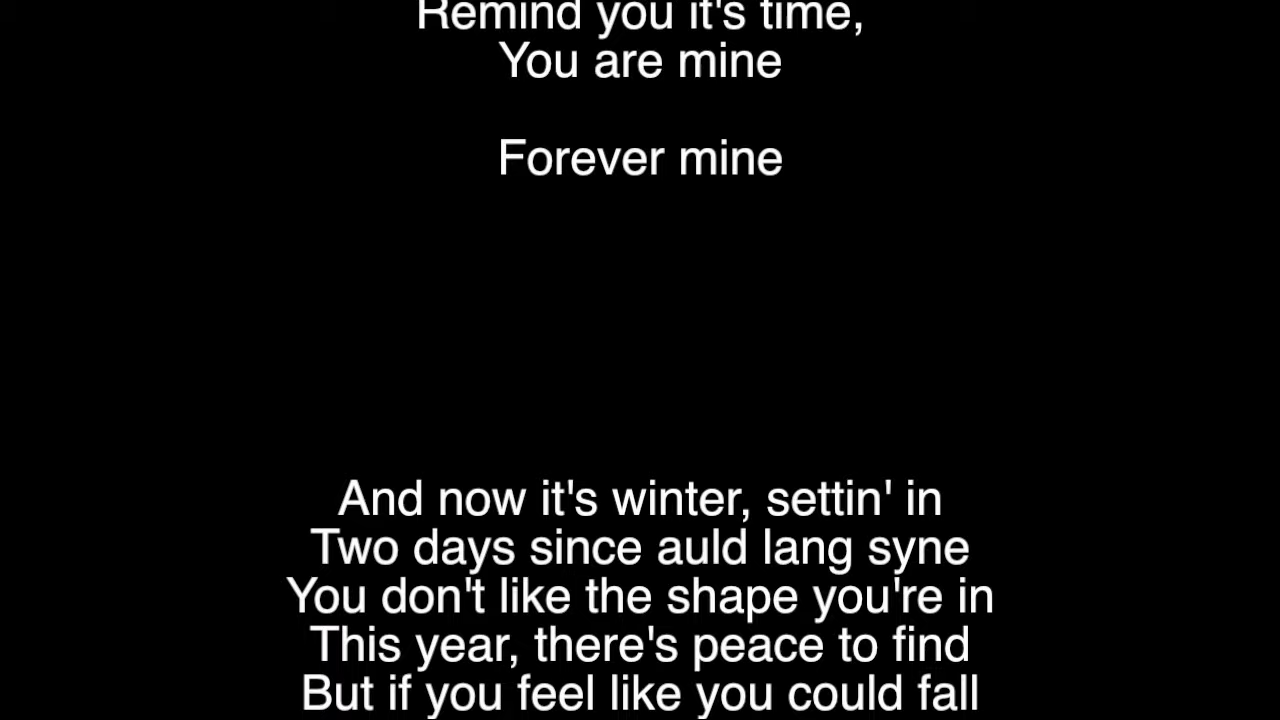 Remind you it's time,
You are mine
Forever mine
And now it's winter, settin' in
Two days since auld lang syne
You don't like the shape you're in
This year, there's peace to find
But if you feel like you could fall